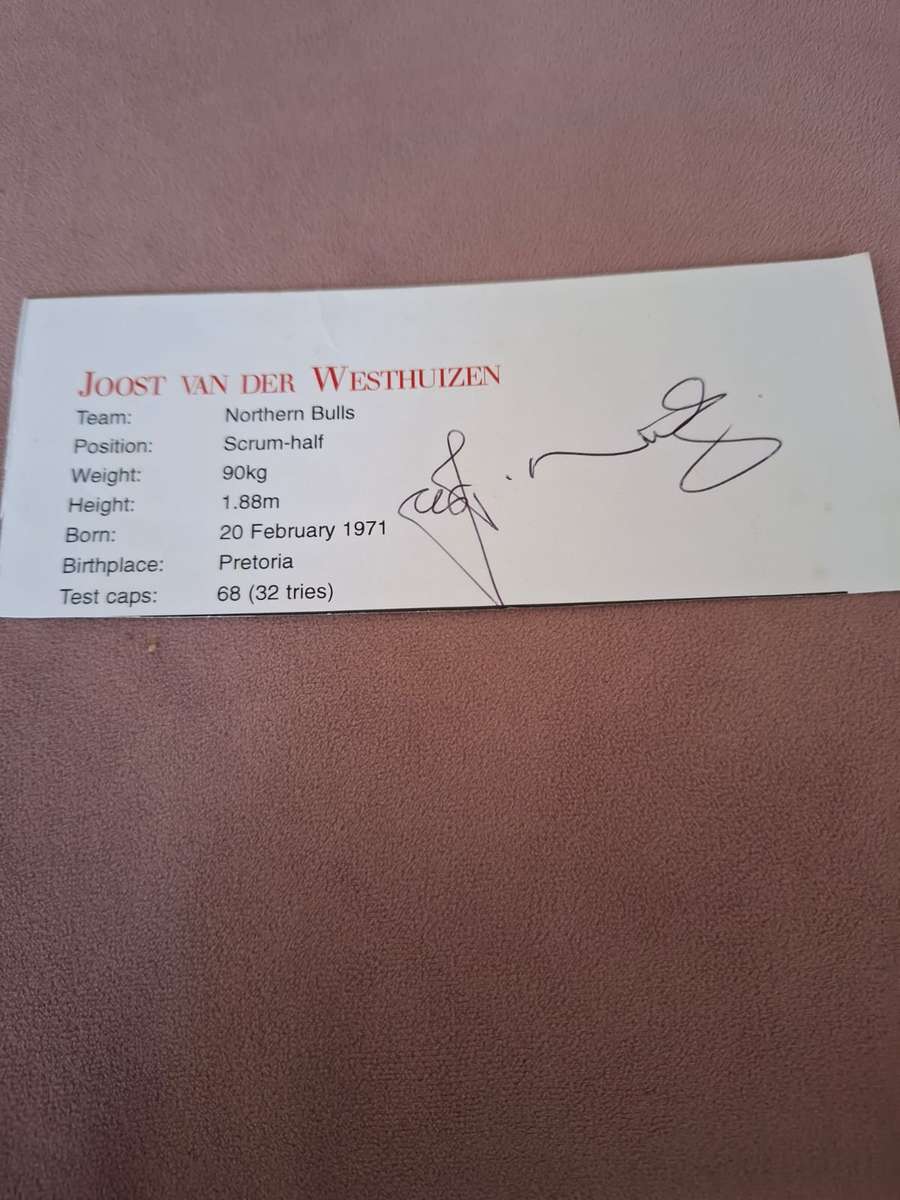 JOOST VAN DER WESTHUIZEN
Team: Northern Bulls
Position: Scrum-half
Weight: 90kg
Height: 1.88m
Born: 20 February 1971
Birthplace: Pretoria
Test caps: 68 (32 tries)